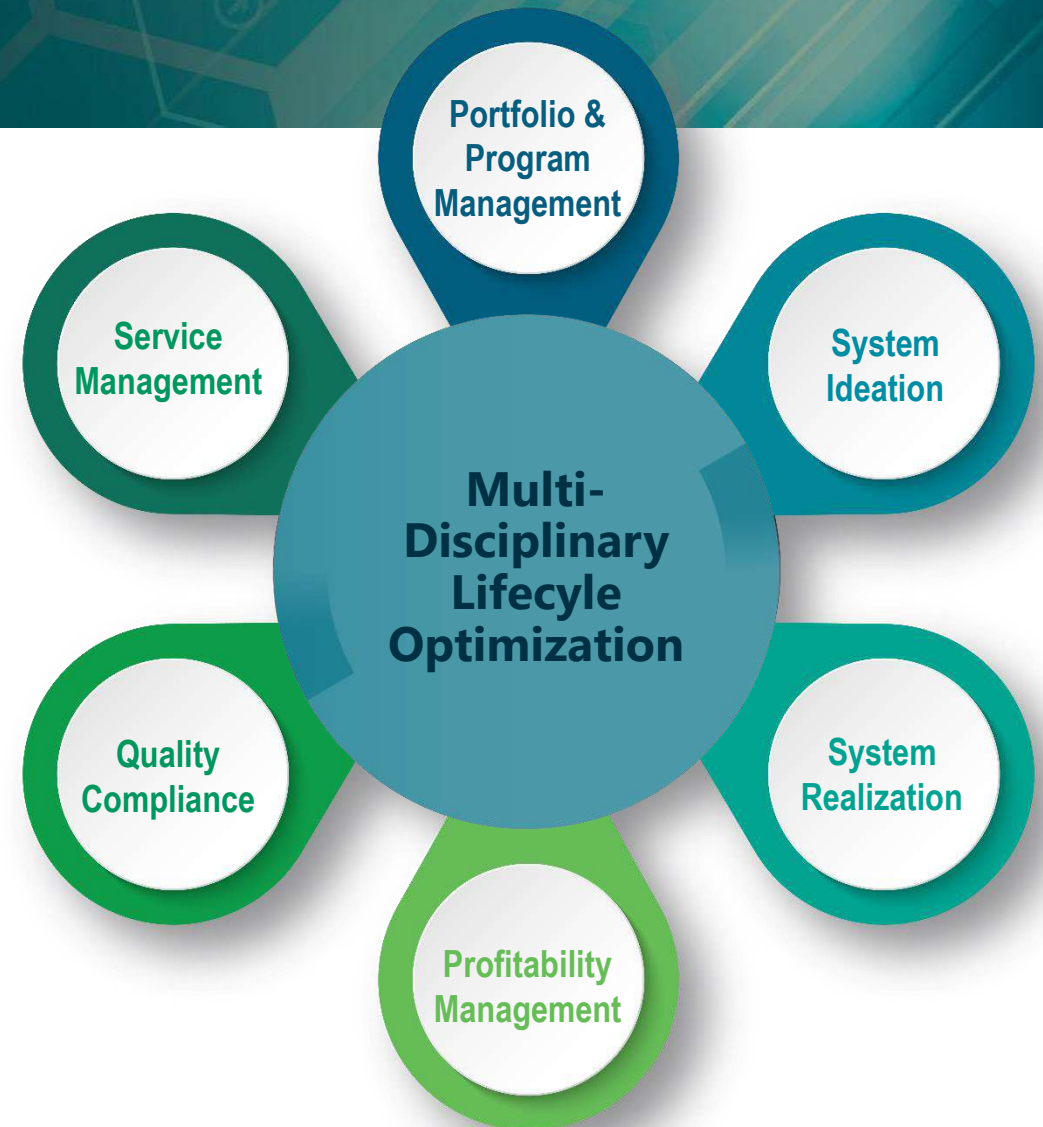 Portfolio &
Program
Management
Service
Management
System
Ideation
Multi-
Disciplinary
Lifecyle
Optimization
Quality
Compliance
System
Realization
Profitability
Management